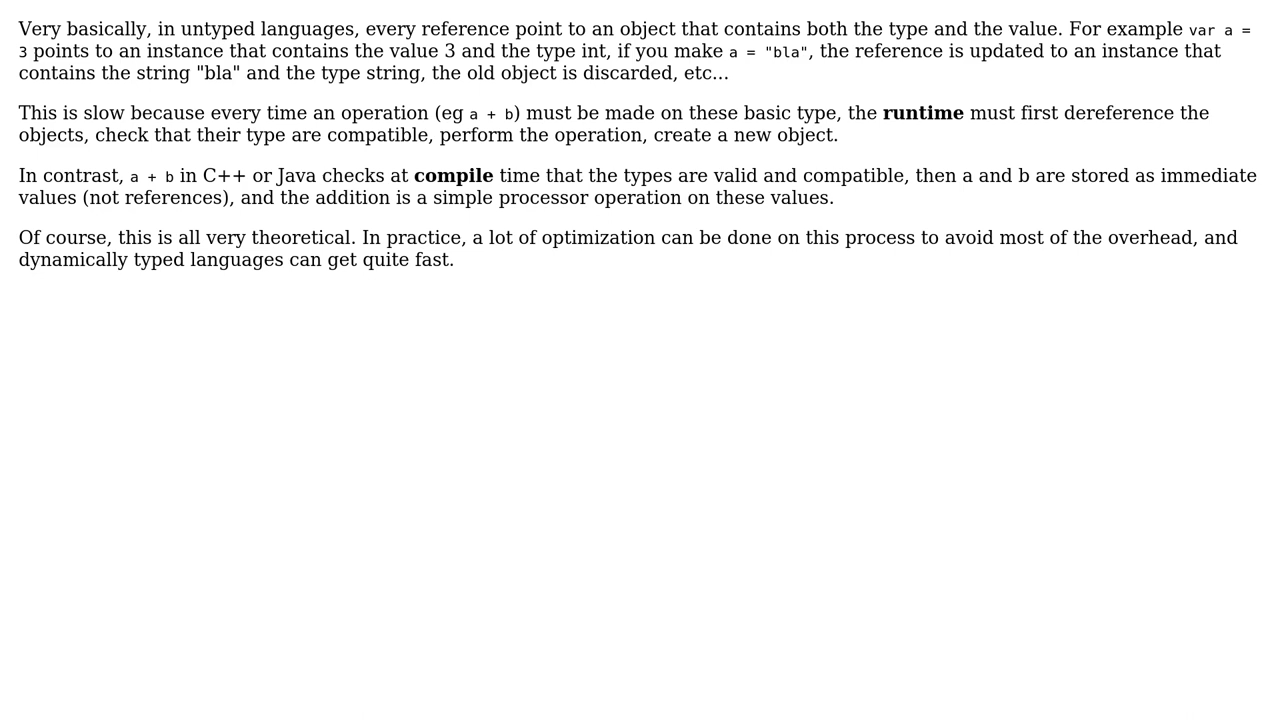 Very basically, in untyped languages, every reference point to an object that contains both the type and the value. For example var a =
3 points to an instance that contains the value 3 and the type int, if you make a = "bla", the reference is updated to an instance that
contains the string "bla" and the type string, the old object is discarded, etc...
This is slow because every time an operation (eg a + b) must be made on these basic type, the runtime must first dereference the
objects, check that their type are compatible, perform the operation, create a new object.
In contrast, a + b in C++ or Java checks at compile time that the types are valid and compatible, then a and b are stored as immediate
values (not references), and the addition is a simple processor operation on these values.
Of course, this is all very theoretical. In practice, a lot of optimization can be done on this process to avoid most of the overhead, and
dynamically typed languages can get quite fast.